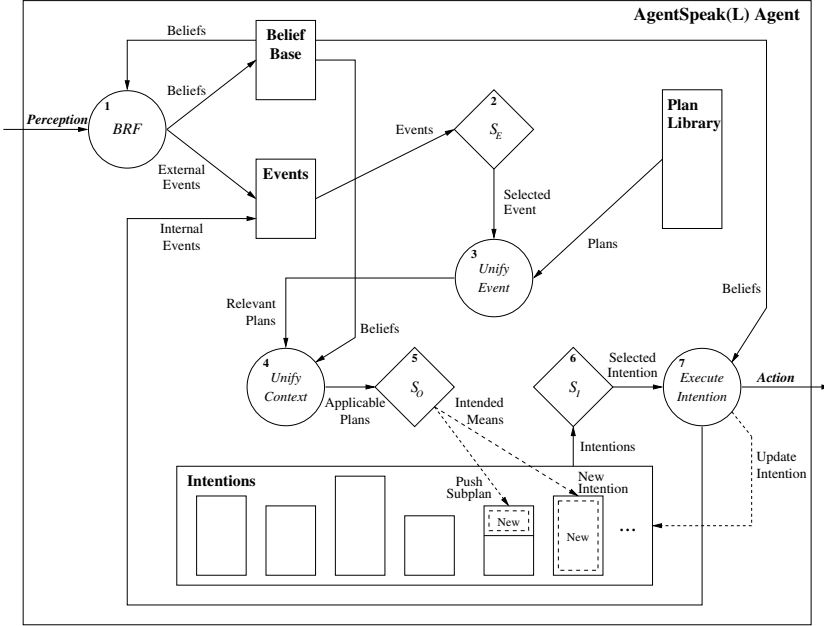 AgentSpeak(L) Agent
Beliefs
Belief
Base
1
BRF
Perception
Beliefs
2
S_E
Plan
Library
Events
External
Events
Events
Selected
Event
Internal
Events
3
Unify
Event
Plans
Relevant
Plans
Beliefs
Beliefs
4
Unify
Context
5
S_O
6
S_I
Selected
Intention
7
Execute
Intention
Action
Applicable
Plans
Intended
Means
Intentions
Update
Intention
Intentions
Push
Subplan
New
Intention
New
New
...